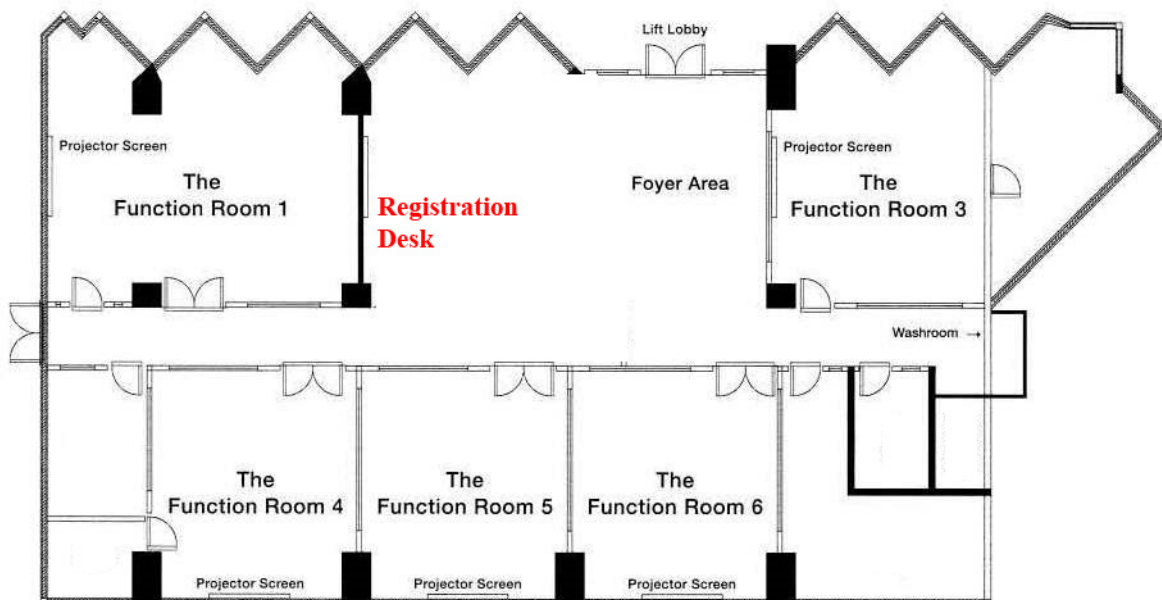 Lift Lobby
Projector Screen
The
Function Room 1
Registration
Desk
Foyer Area
Projector Screen
The
Function Room 3
Washroom →
The
Function Room 4
The
Function Room 5
The
Function Room 6
Projector Screen
Projector Screen
Projector Screen